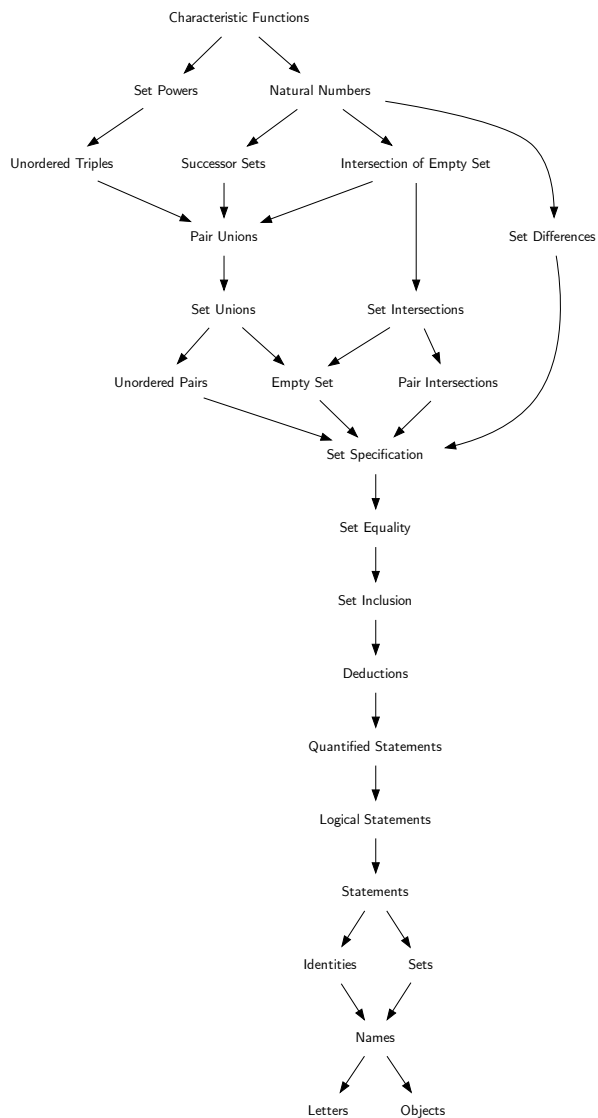 Characteristic Functions
Set Powers
Natural Numbers
Unordered Triples
Successor Sets
Intersection of Empty Set
Pair Unions
Set Differences
Set Unions
Set Intersections
Unordered Pairs
Empty Set
Pair Intersections
Set Specification
Set Equality
Set Inclusion
Deductions
Quantified Statements
Logical Statements
Statements
Identities
Sets
Names
Letters
Objects